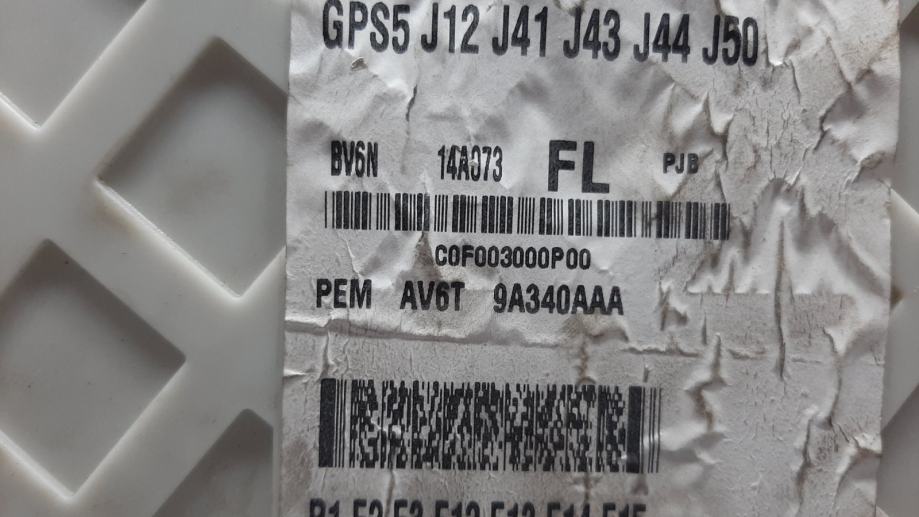 GPS5 J12 J41 J43 J44 J50
BV6N 14A073 FL PJB
C0F003000P00
PEM AV6T 9A340AAA